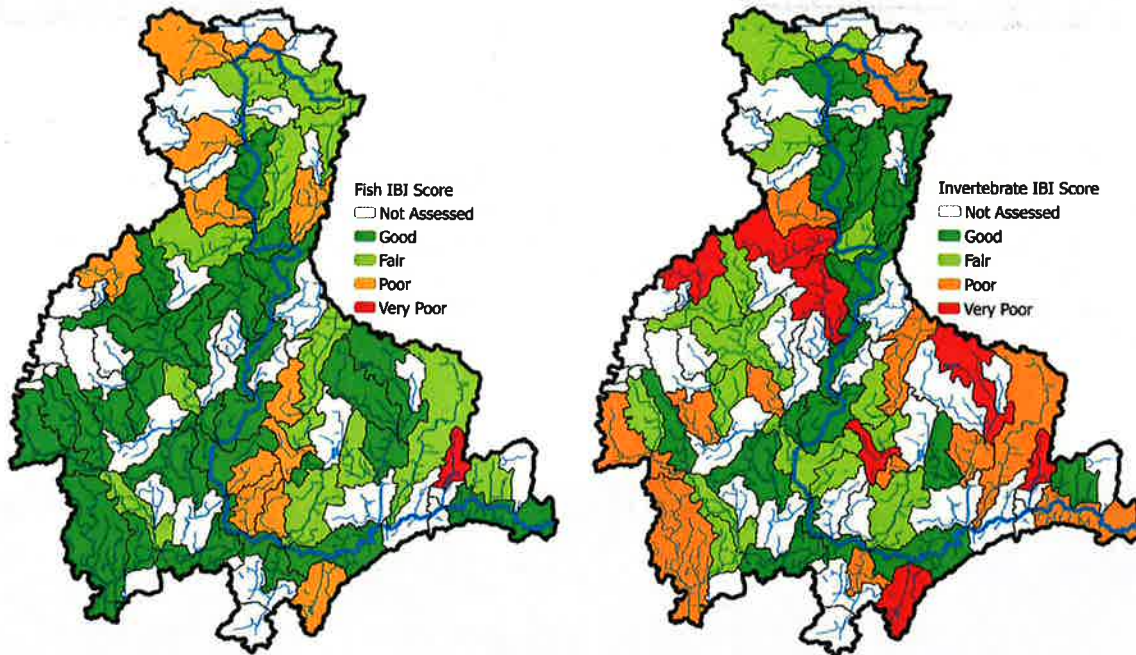 Fish IBI Score
Not Assessed
Good
Fair
Poor
Very Poor
Invertebrate IBI Score
Not Assessed
Good
Fair
Poor
Very Poor